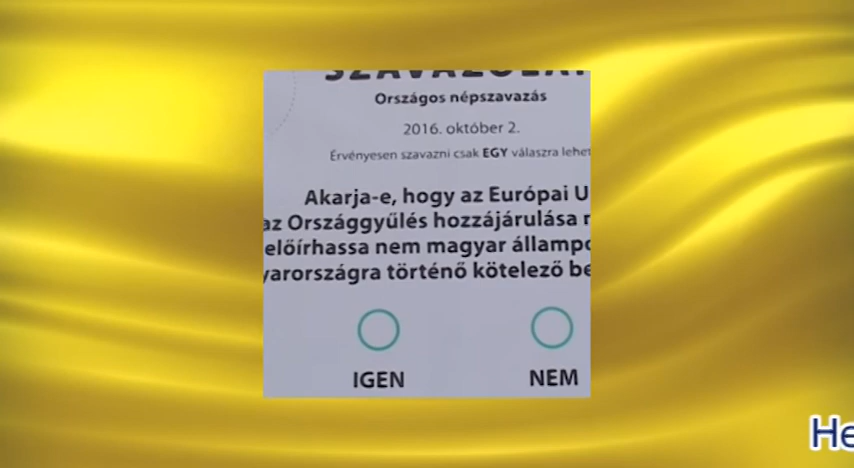 SZAVAZÓLAP
Országos népszavazás
2016. október 2.
Érvényesen szavazni csak EGY válaszra lehet
Akarja-e, hogy az Európai U
az Országgyűlés hozzájárulása n
előírhassa nem magyar állampo
yarországra történő kötelező be
IGEN
NEM
He